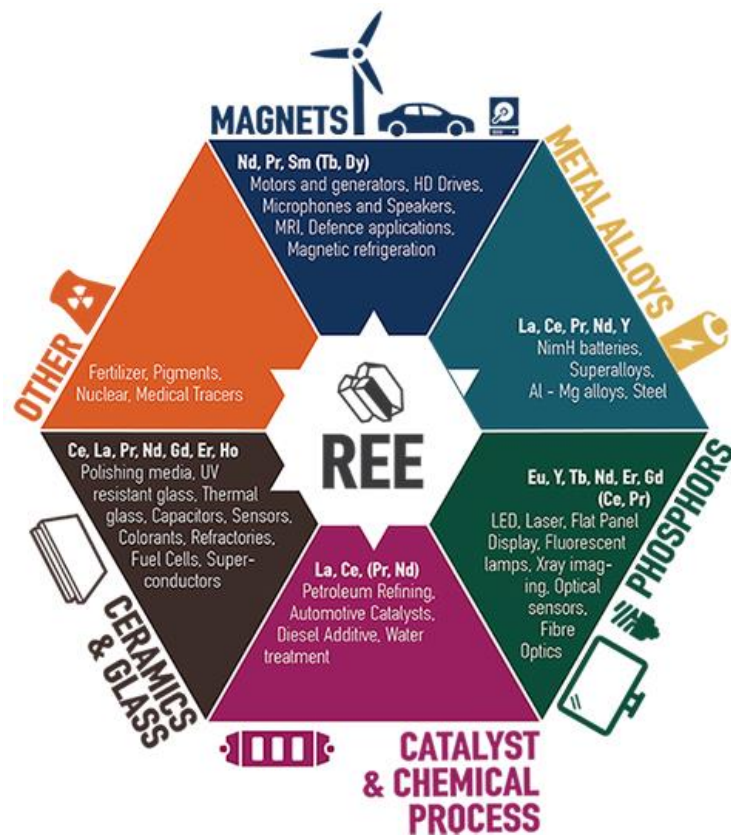 MAGNETS
Nd, Pr, Sm (Tb, Dy)
Motors and generators, HD Drives,
Microphones and Speakers,
MRI, Defence applications,
Magnetic refrigeration
METAL ALLOYS
La, Ce, Pr, Nd, Y
NimH batteries,
Superalloys,
Al - Mg alloys, Steel
PHOSPHORS
Eu, Y, Tb, Nd, Er, Gd
(Ce, Pr)
LED, Laser, Flat Panel
Display, Fluorescent
lamps, Xray imag-
ing, Optical
sensors,
Fibre
Optics
CATALYST
& CHEMICAL
PROCESS
La, Ce, (Pr, Nd)
Petroleum Refining,
Automotive Catalysts,
Diesel Additive, Water
treatment
CERAMICS
& GLASS
Ce, La, Pr, Nd, Gd, Er, Ho
Polishing media, UV
resistant glass, Thermal
glass, Capacitors, Sensors,
Colorants, Refractories,
Fuel Cells, Super-
conductors
OTHER
Fertilizer, Pigments,
Nuclear, Medical Tracers
REE